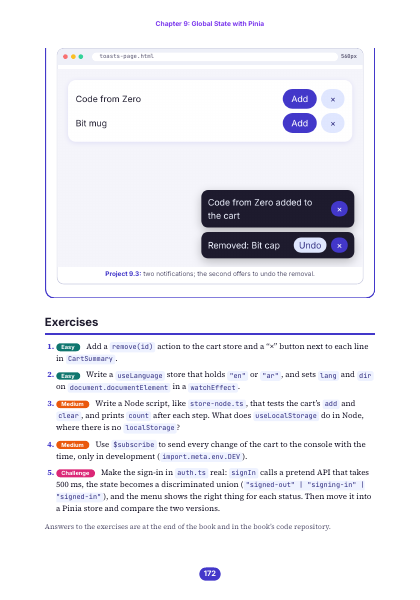 Chapter 9: Global State with Pinia
toasts-page.html
560px
Code from Zero
Add
×
Bit mug
Add
×
Code from Zero added to
the cart
×
Removed: Bit cap
Undo
×
Project 9.3: two notifications; the second offers to undo the removal.
Exercises
1. Easy Add a remove(id) action to the cart store and a “×” button next to each line
in CartSummary.
2. Easy Write a useLanguage store that holds "en" or "ar", and sets lang and dir
on document.documentElement in a watchEffect.
3. Medium Write a Node script, like store-node.ts, that tests the cart’s add and
clear, and prints count after each step. What does useLocalStorage do in Node,
where there is no localStorage?
4. Medium Use $subscribe to send every change of the cart to the console with the
time, only in development (import.meta.env.DEV).
5. Challenge Make the sign-in in auth.ts real: signIn calls a pretend API that takes
500 ms, the state becomes a discriminated union ("signed-out" | "signing-in" |
"signed-in"), and the menu shows the right thing for each status. Then move it into
a Pinia store and compare the two versions.
Answers to the exercises are at the end of the book and in the book’s code repository.
172